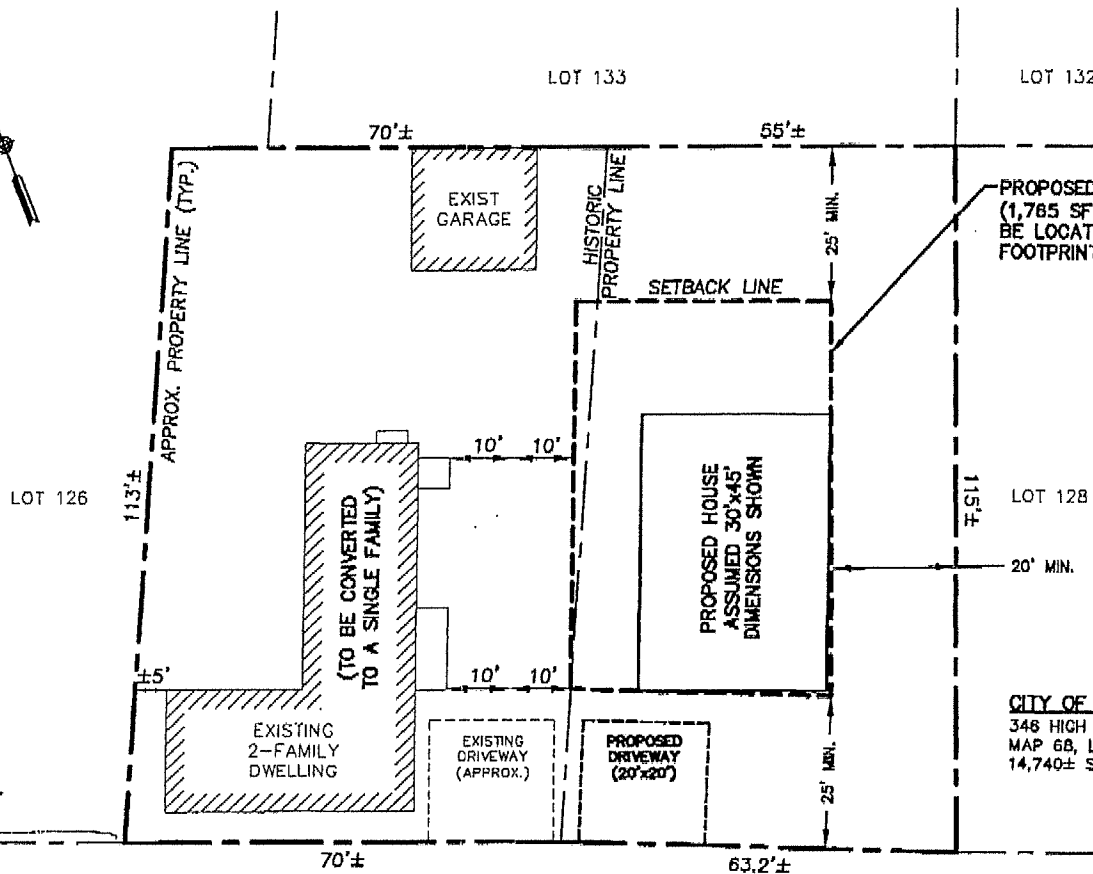 LOT 133
LOT 132
70'±
55'±
APPROX. PROPERTY LINE (TYP.)
EXIST
GARAGE
HISTORIC
PROPERTY LINE
25' MIN.
PROPOSED
(1,785 SF
BE LOCAT
FOOTPRINT
SETBACK LINE
10' 10'
LOT 126
113'±
(TO BE CONVERTED
TO A SINGLE FAMILY)
PROPOSED HOUSE
ASSUMED 30'x45'
DIMENSIONS SHOWN
115'±
LOT 128
20' MIN.
±5'
10' 10'
EXISTING
2-FAMILY
DWELLING
EXISTING
DRIVEWAY
(APPROX.)
PROPOSED
DRIVEWAY
(20'x20')
25' MIN.
CITY OF
346 HIGH
MAP 68, L
14,740± S
70'±
63.2'±